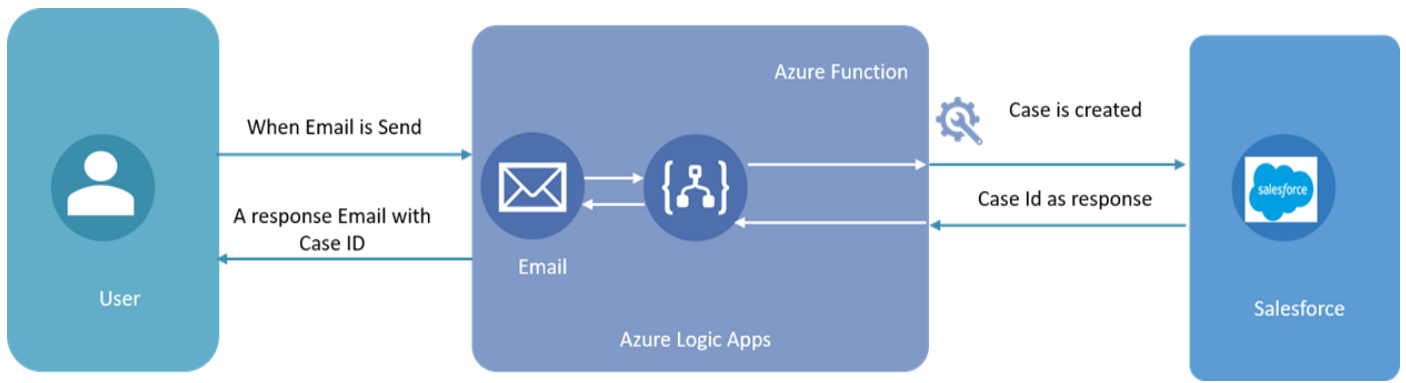 Azure Function
When Email is Send
Case is created
A response Email with
Case ID
Case Id as response
salesforce
Email
User
Salesforce
Azure Logic Apps